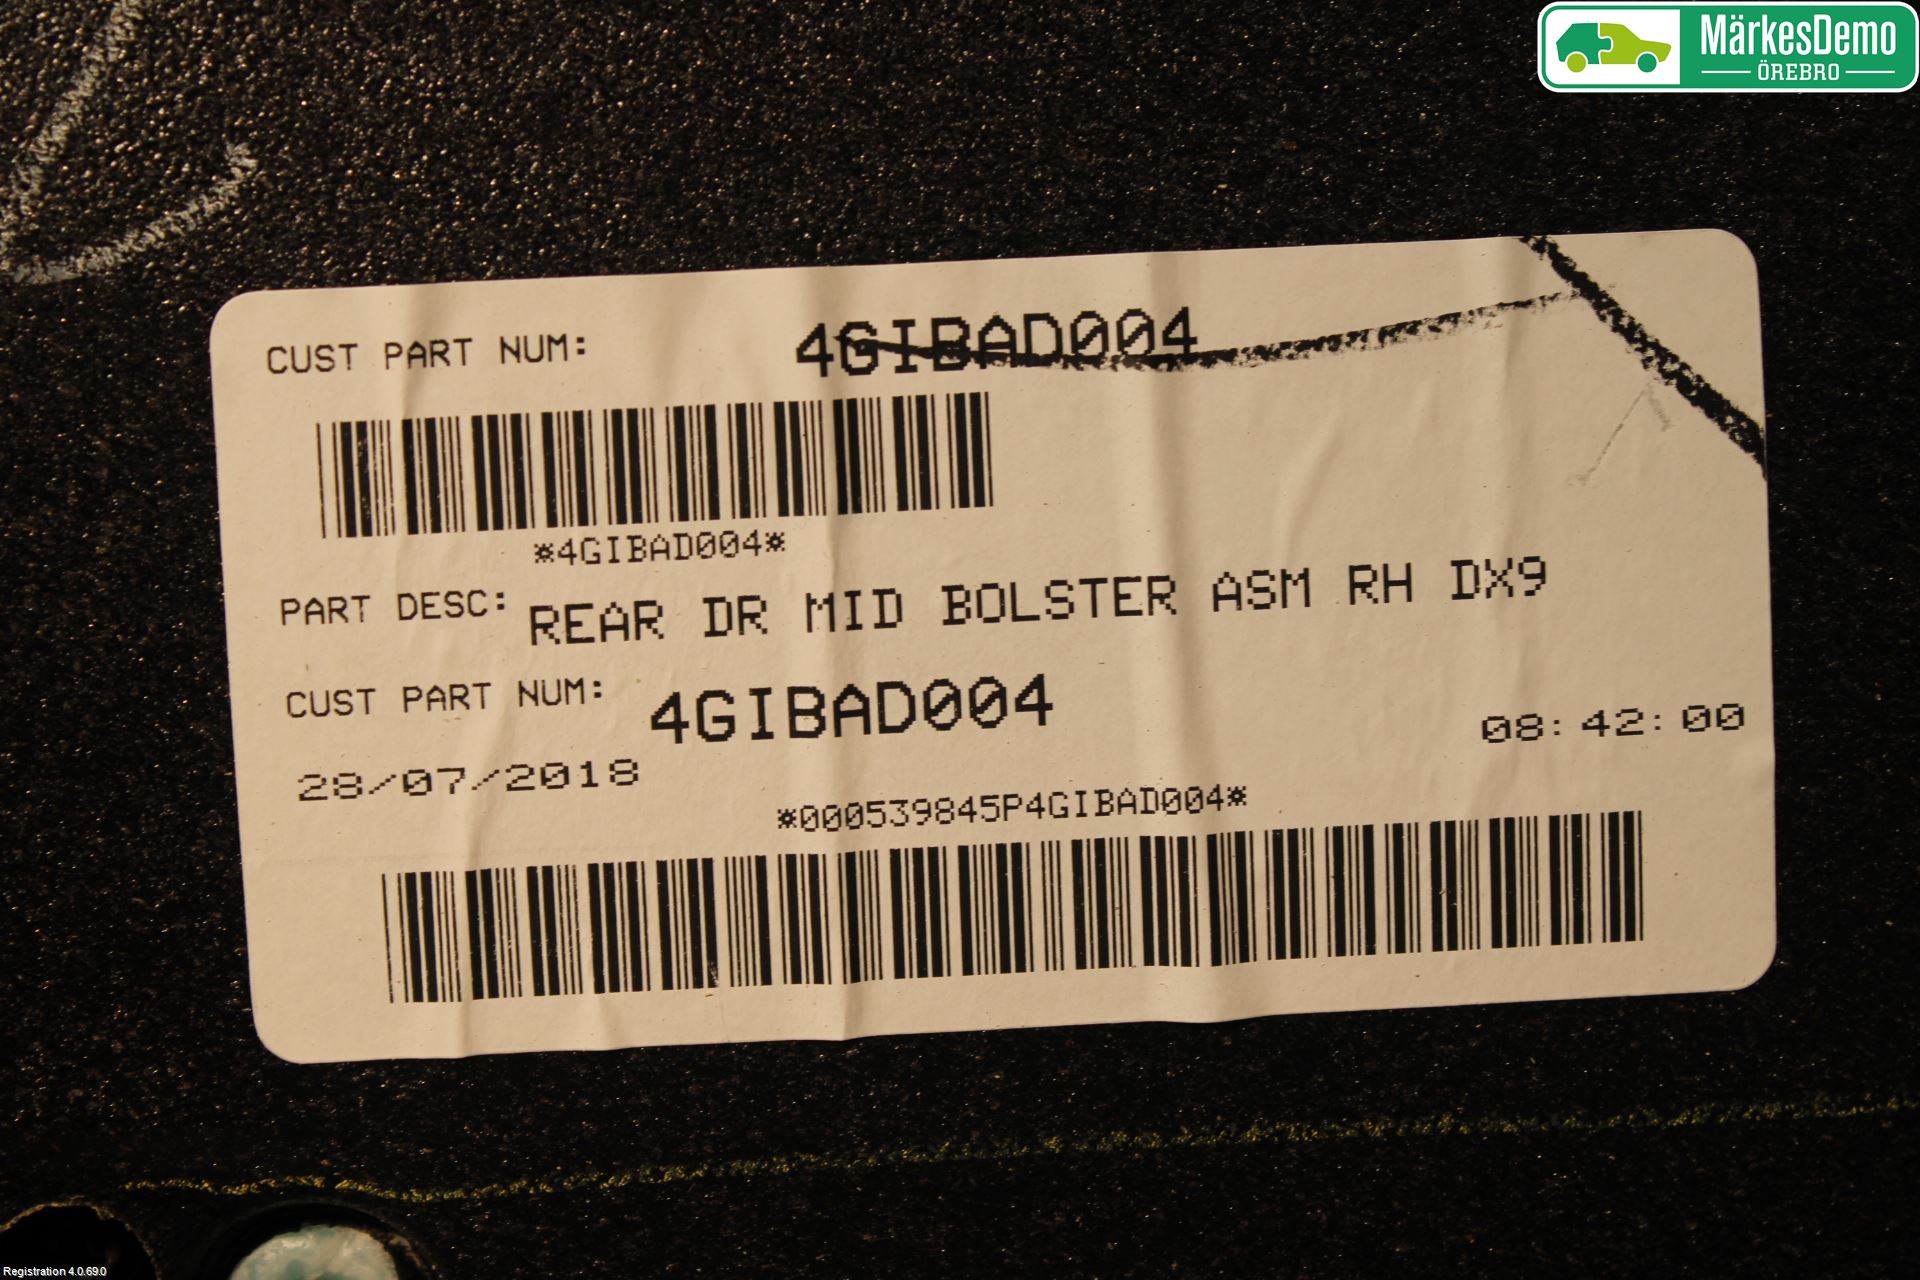 MärkesDemo
ÖREBRO
CUST PART NUM: 4GIBAD004
*4GIBAD004*
PART DESC: REAR DR MID BOLSTER ASM RH DX9
CUST PART NUM: 4GIBAD004
28/07/2018 08:42:00
*000539845P4GIBAD004*
Registration 4.0.69.0